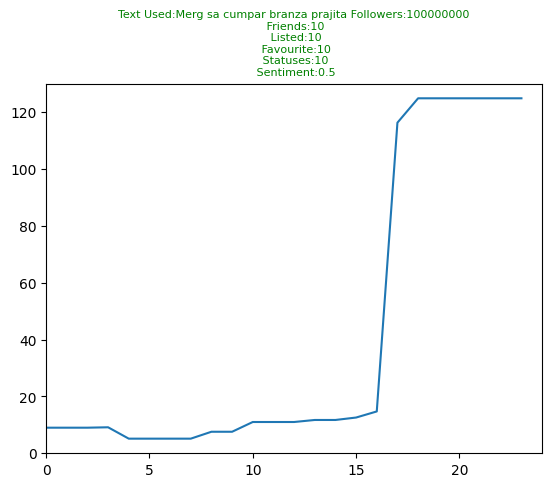 Text Used:Merg sa cumpar branza prajita Followers:100000000
Friends:10
Listed:10
Favourite:10
Statuses:10
Sentiment:0.5
120
100
80
60
40
20
0
0 5 10 15 20